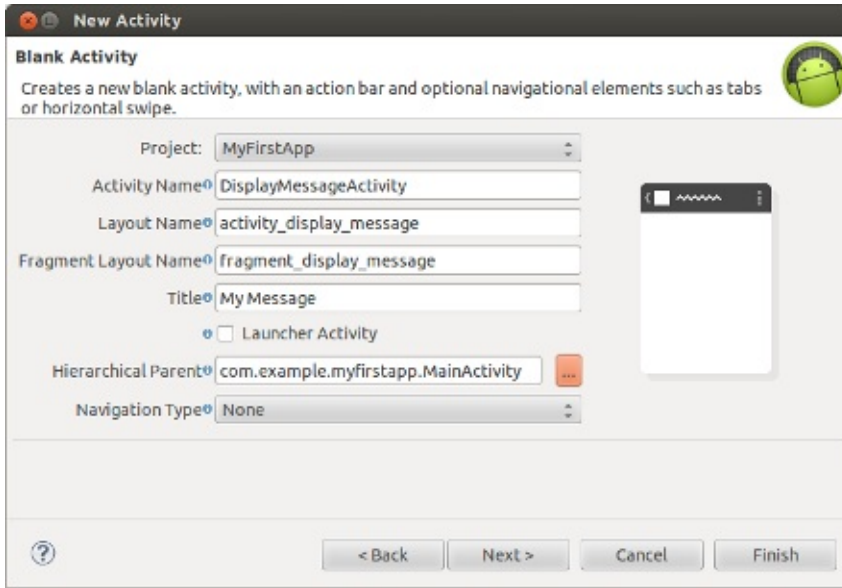 New Activity
Blank Activity
Creates a new blank activity, with an action bar and optional navigational elements such as tabs
or horizontal swipe.
Project: MyFirstApp
Activity Name DisplayMessageActivity
Layout Name activity_display_message
Fragment Layout Name fragment_display_message
Title My Message
Launcher Activity
Hierarchical Parent com.example.myfirstapp.MainActivity ...
Navigation Type None
? < Back Next > Cancel Finish